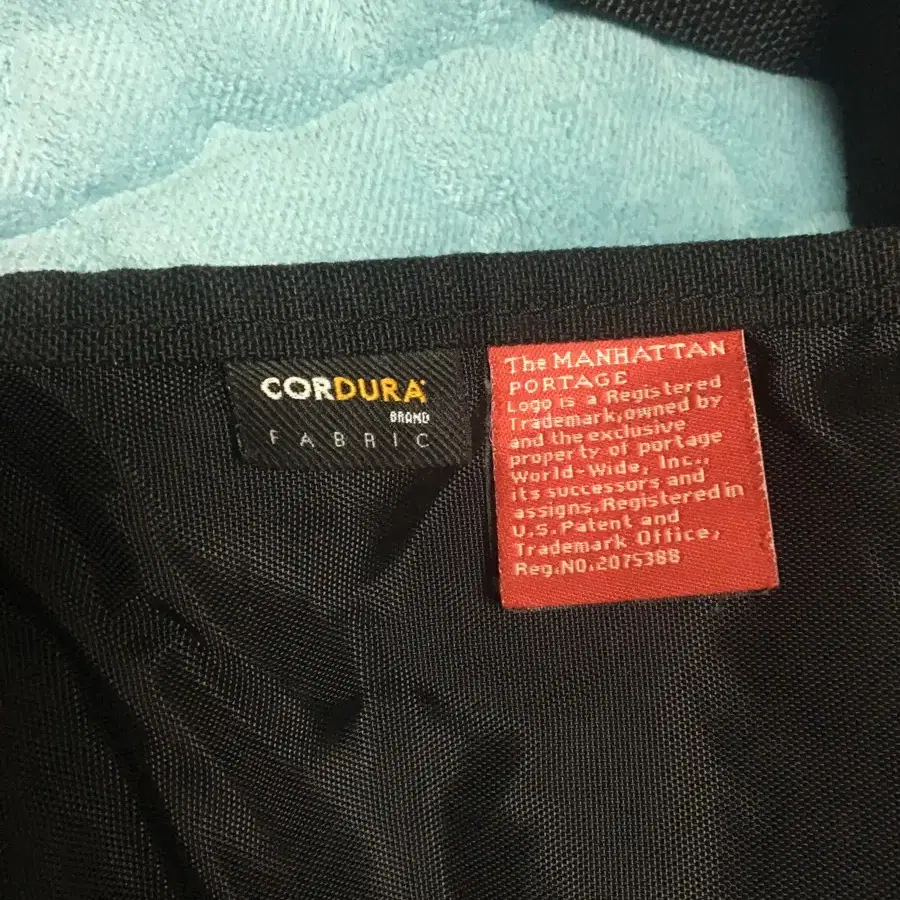 CORDURA
BRAND
FABRIC
The MANHATTAN
PORTAGE
Logo is a Registered
Trademark,owned by
and the exclusive
property of portage
World-Wide, Inc.,
its successors and
assigns.Registered in
U.S.Patent and
Trademark Office,
Reg.NO.2075388